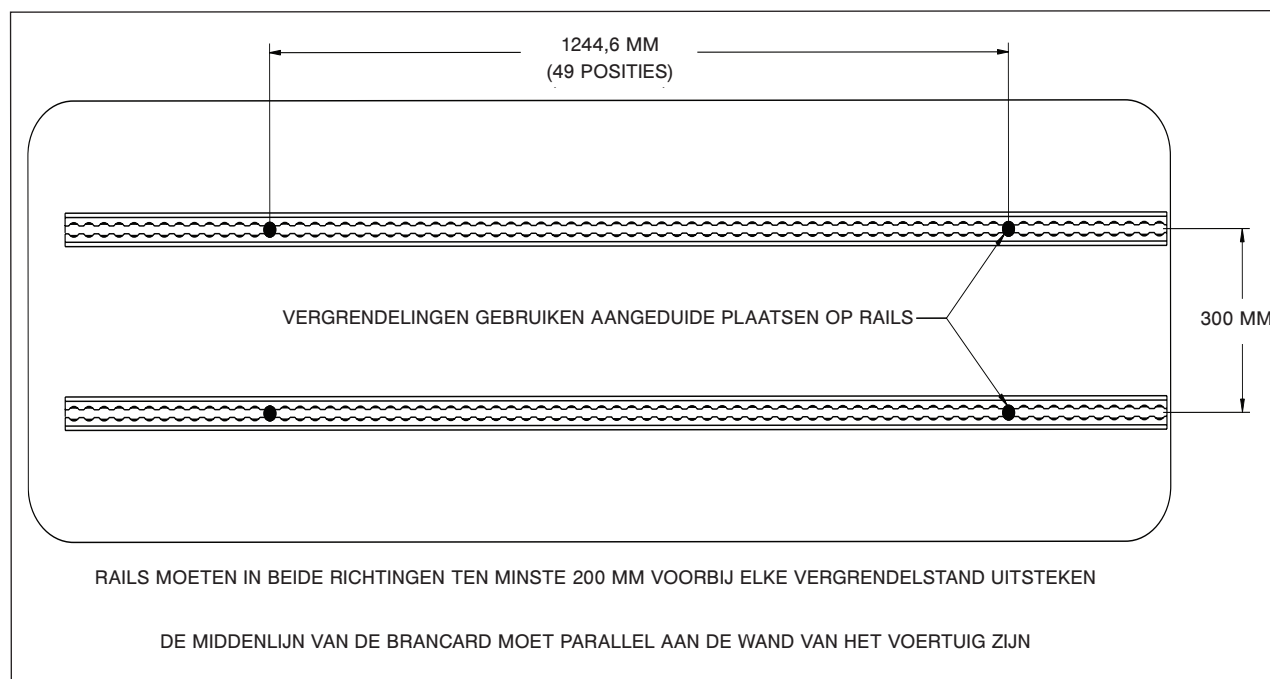 1244,6 MM
(49 POSITIES)
VERGRENDELINGEN GEBRUIKEN AANGEDUIDE PLAATSEN OP RAILS
300 MM
RAILS MOETEN IN BEIDE RICHTINGEN TEN MINSTE 200 MM VOORBIJ ELKE VERGRENDELSTAND UITSTEKEN
DE MIDDENLIJN VAN DE BRANCARD MOET PARALLEL AAN DE WAND VAN HET VOERTUIG ZIJN